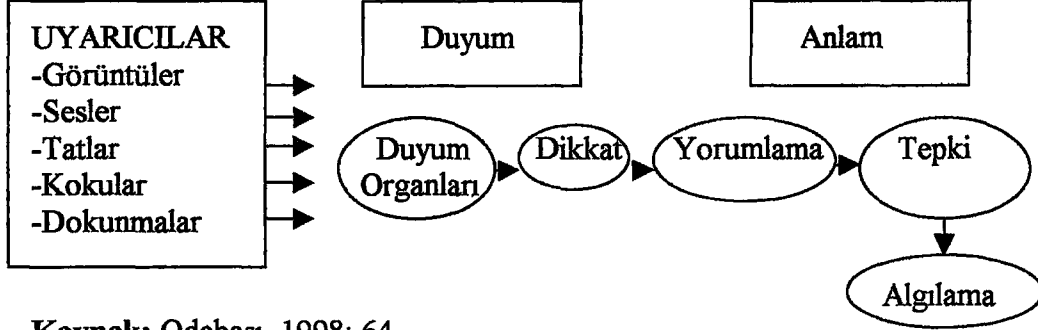 UYARICILAR
-Görüntüler
-Sesler
-Tatlar
-Kokular
-Dokunmalar
Duyum
Anlam
Duyum
Organları
Dikkat
Yorumlama
Tepki
Algılama
Kaynak: Odabaşı, 1998: 64